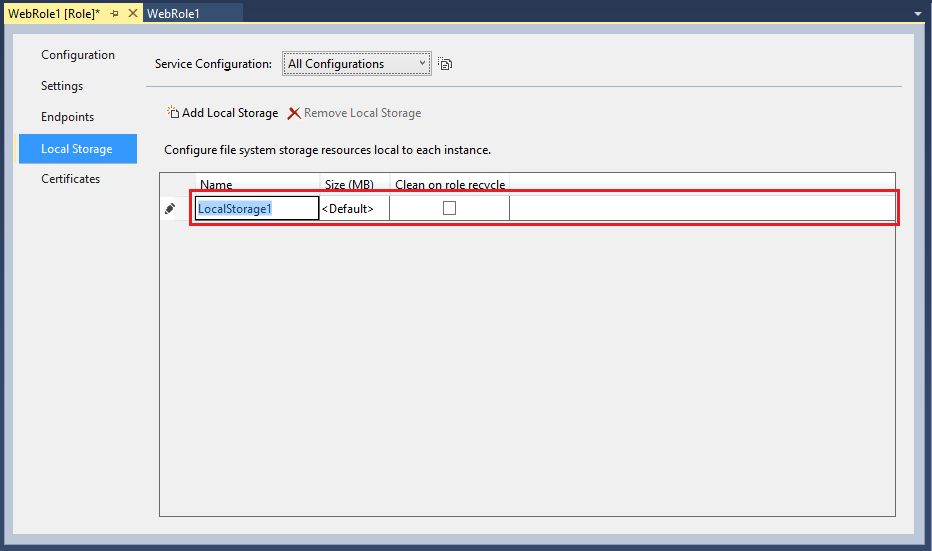 WebRole1 [Role]* WebRole1
Configuration
Settings
Endpoints
Local Storage
Certificates
Service Configuration: All Configurations
Add Local Storage Remove Local Storage
Configure file system storage resources local to each instance.
Name Size (MB) Clean on role recycle
LocalStorage1 <Default>